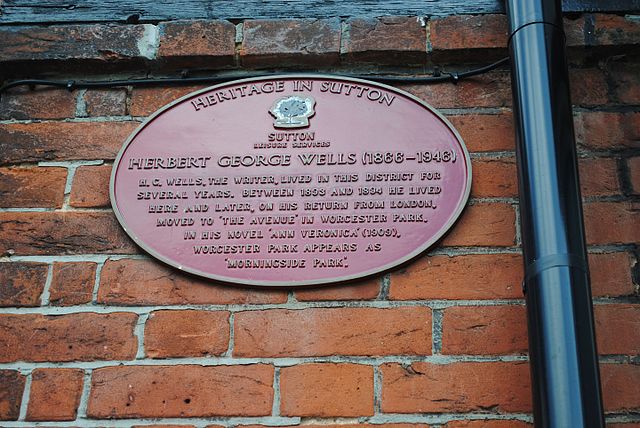 HERITAGE IN SUTTON
SUTTON
LEISURE SERVICES
HERBERT GEORGE WELLS (1866–1946)
H. G. WELLS, THE WRITER, LIVED IN THIS DISTRICT FOR
SEVERAL YEARS. BETWEEN 1893 AND 1894 HE LIVED
HERE AND LATER, ON HIS RETURN FROM LONDON,
MOVED TO 'THE AVENUE' IN WORCESTER PARK.
IN HIS NOVEL 'ANN VERONICA' (1909),
WORCESTER PARK APPEARS AS
'MORNINGSIDE PARK'.